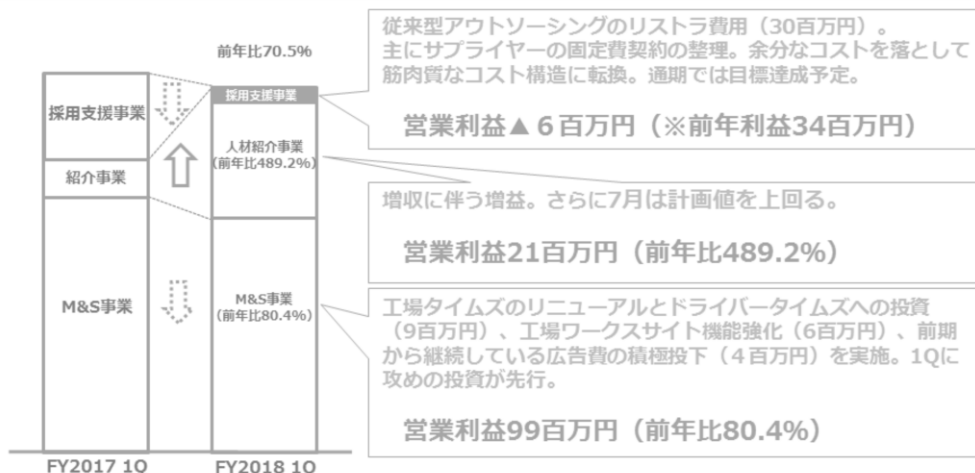 前年比70.5%
採用支援事業
紹介事業
M&S事業
FY2017 1Q
採用支援事業
人材紹介事業
(前年比489.2%)
M&S事業
(前年比80.4%)
FY2018 1Q
従来型アウトソーシングのリストラ費用（30百万円）。
主にサプライヤーの固定費契約の整理。余分なコストを落として
筋肉質なコスト構造に転換。通期では目標達成予定。
営業利益▲６百万円（※前年利益34百万円）
増収に伴う増益。さらに7月は計画値を上回る。
営業利益21百万円（前年比489.2%）
工場タイムズのリニューアルとドライバータイムズへの投資
（9百万円）、工場ワークスサイト機能強化（6百万円）、前期
から継続している広告費の積極投下（４百万円）を実施。1Qに
攻めの投資が先行。
営業利益99百万円（前年比80.4%）